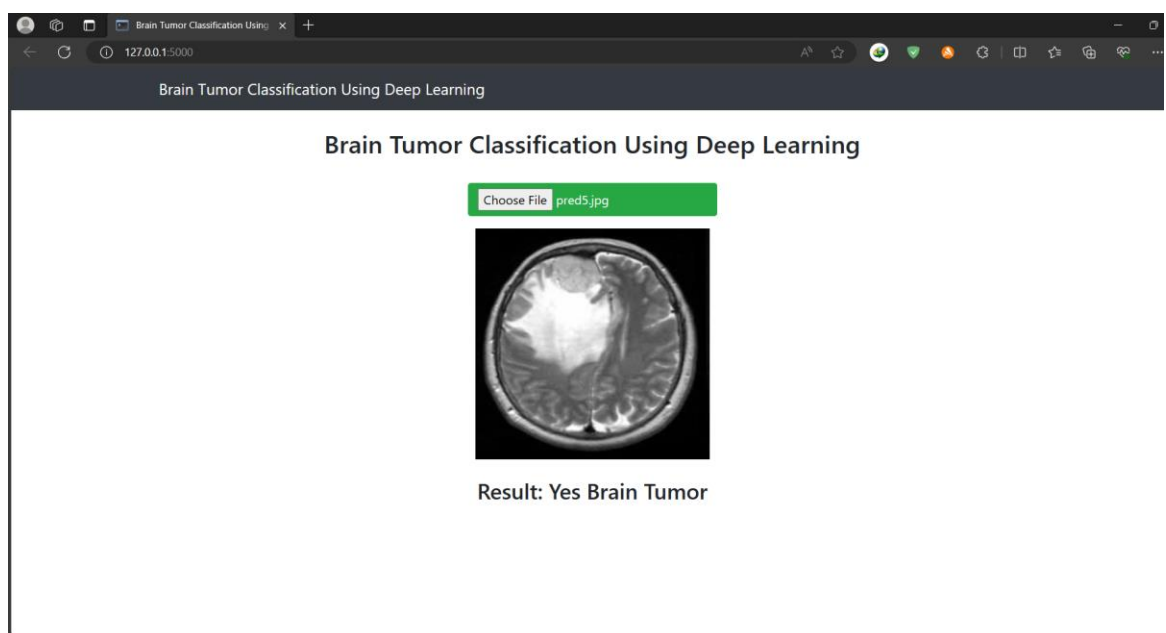 Brain Tumor Classification Using
127.0.0.1:5000
Brain Tumor Classification Using Deep Learning
Brain Tumor Classification Using Deep Learning
Choose File pred5.jpg
Result: Yes Brain Tumor